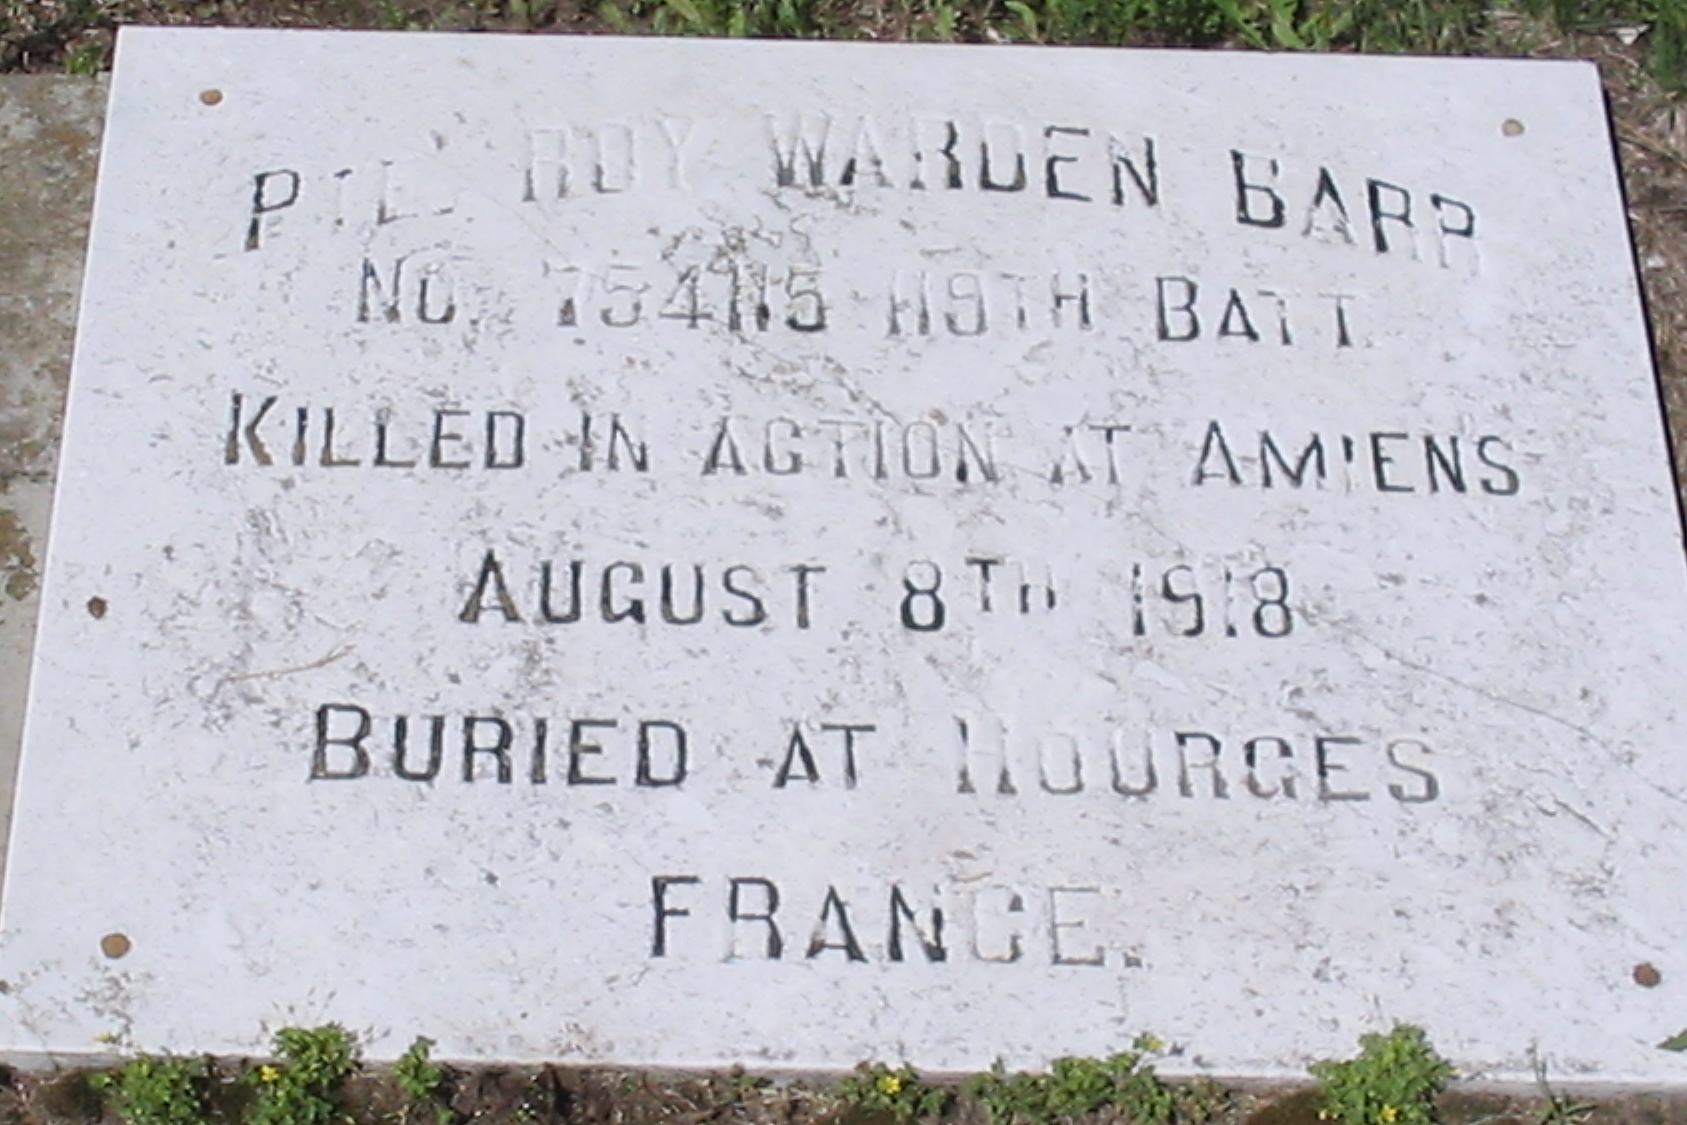 PTE. ROY WARDEN BARR
NO. 754115 119TH BATT.
KILLED IN ACTION AT AMIENS
AUGUST 8TH 1918
BURIED AT HOURGES
FRANCE.